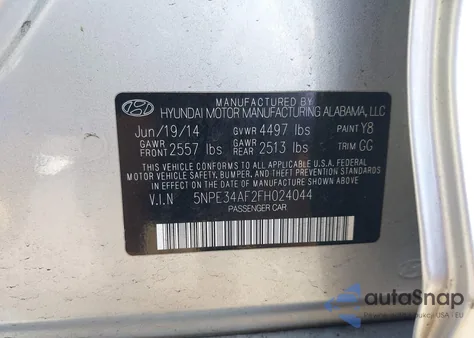 MANUFACTURED BY
HYUNDAI MOTOR MANUFACTURING ALABAMA, LLC
Jun/19/14 GVWR 4497 lbs PAINT Y8
GAWR FRONT 2557 lbs GAWR REAR 2513 lbs TRIM GG
THIS VEHICLE CONFORMS TO ALL APPLICABLE U.S.A. FEDERAL
MOTOR VEHICLE SAFETY, BUMPER, AND THEFT PREVENTION
STANDARDS IN EFFECT ON THE DATE OF MANUFACTURE SHOWN
ABOVE.
V.I.N 5NPE34AF2FH024044
PASSENGER CAR
autoSnap
USA | EU